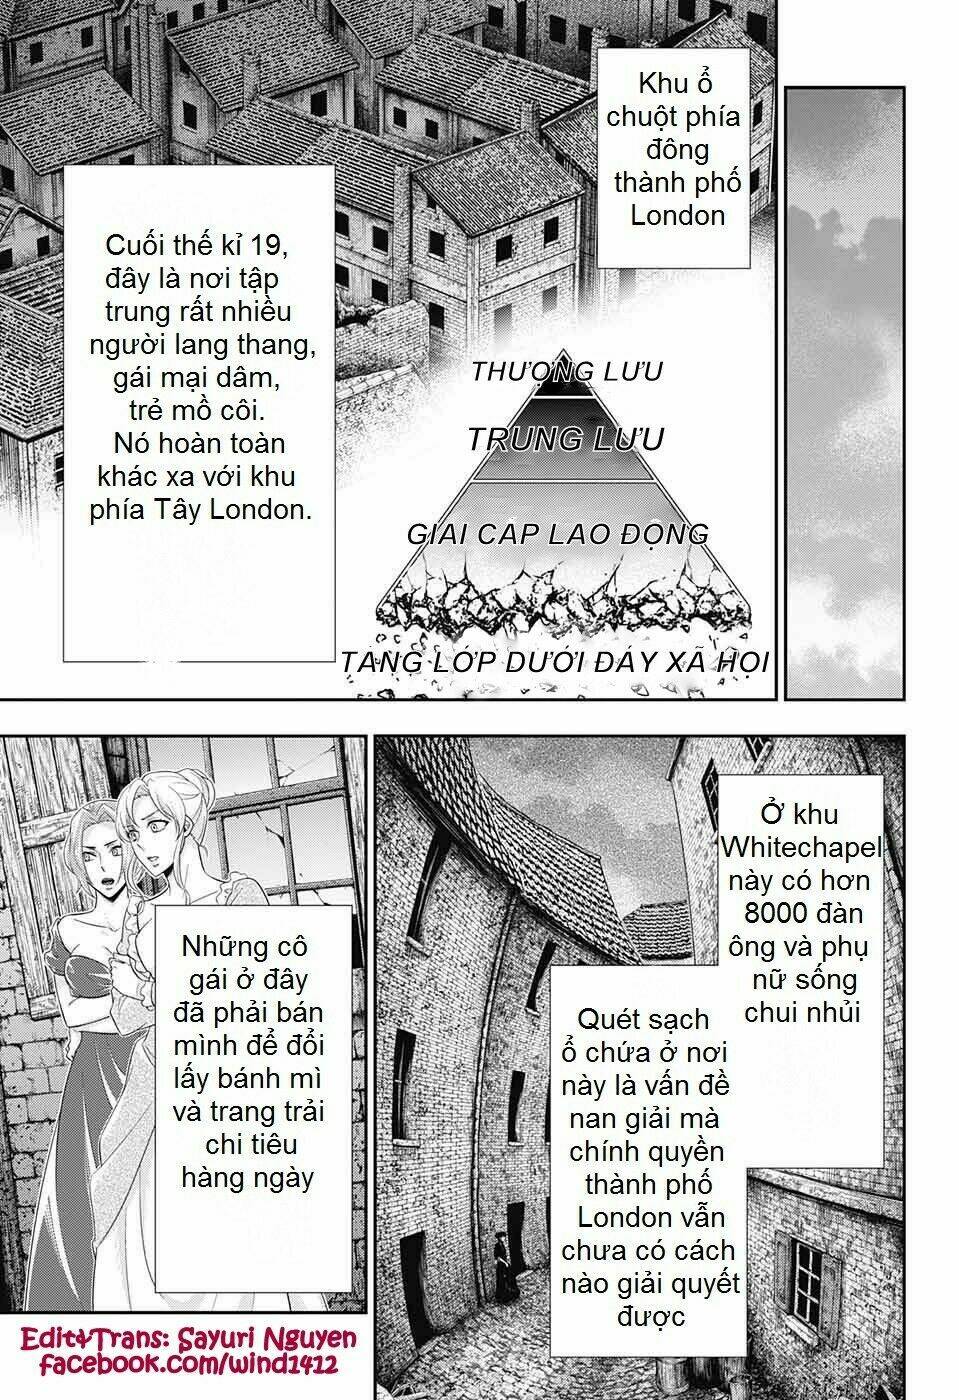 Khu ổ
chuột phía
đông
thành phố
London
Cuối thế kỉ 19,
đây là nơi tập
trung rất nhiều
người lang thang,
gái mại dâm,
trẻ mồ côi.
Nó hoàn toàn
khác xa với khu
phía Tây London.
THƯỢNG LƯU
TRUNG LƯU
GIAI CAP LAO ĐỘNG
TANG LỚP DƯỚI ĐÁY XÃ HỌI
Ở khu
Whitechapel
này có hơn
8000 đàn
ông và phụ
nữ sống
chui nhủi
Quét sạch
ổ chứa ở nơi
này là vấn đề
nan giải mà
chính quyền
thành phố
London vẫn
chưa có cách
nào giải quyết
được
Những cô
gái ở đây
đã phải bán
mình để đổi
lấy bánh mì
và trang trải
chi tiêu
hàng ngày
Edit&Trans: Sayuri Nguyen
facebook.com/wind1412